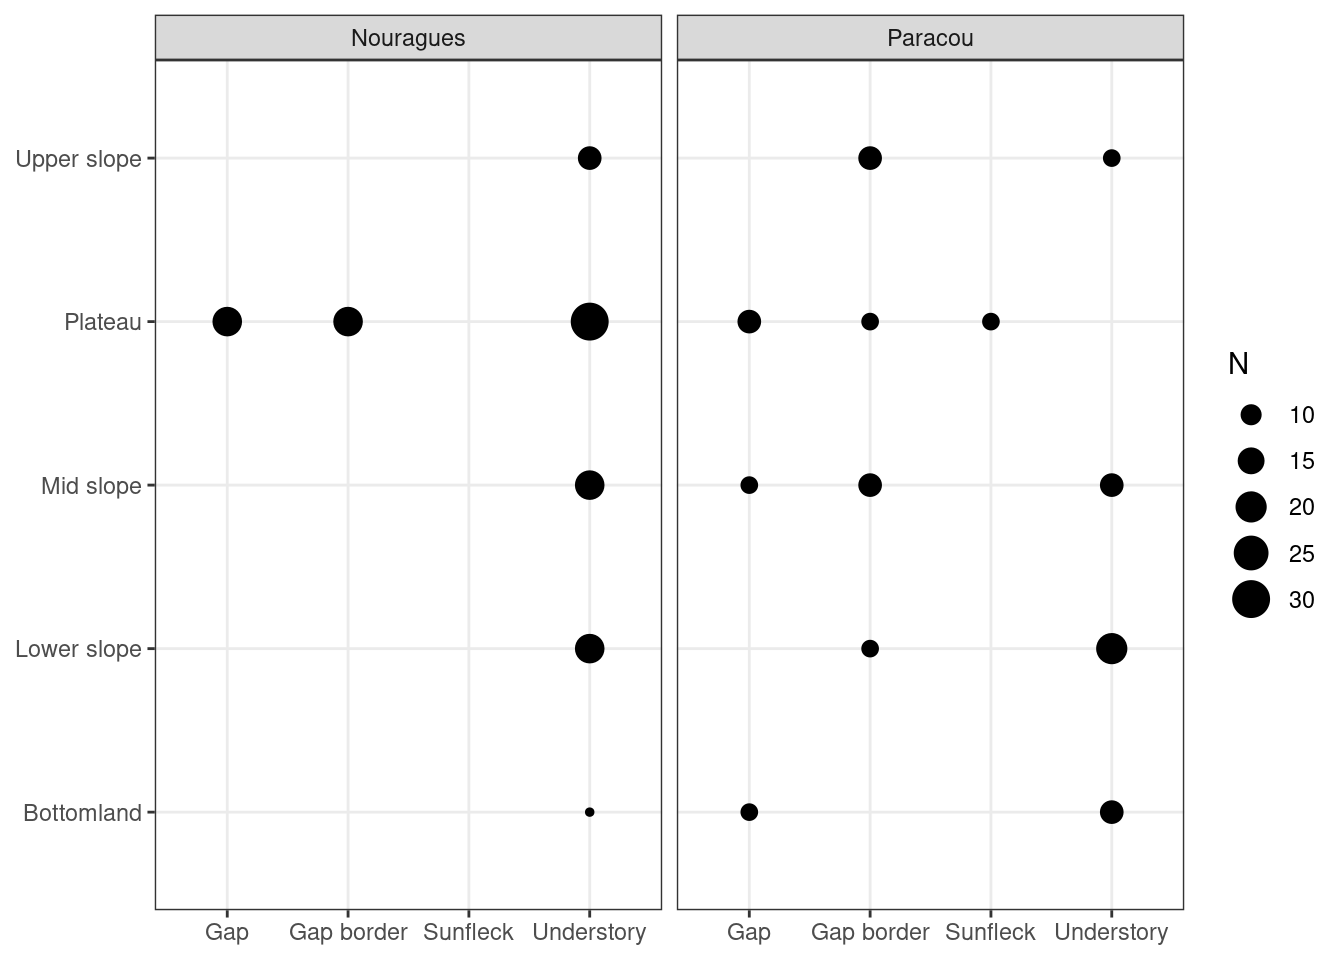 Nouragues
Paracou
Upper slope
Plateau
Mid slope
Lower slope
Bottomland
Gap Gap border Sunfleck Understory
Gap Gap border Sunfleck Understory
N
10
15
20
25
30